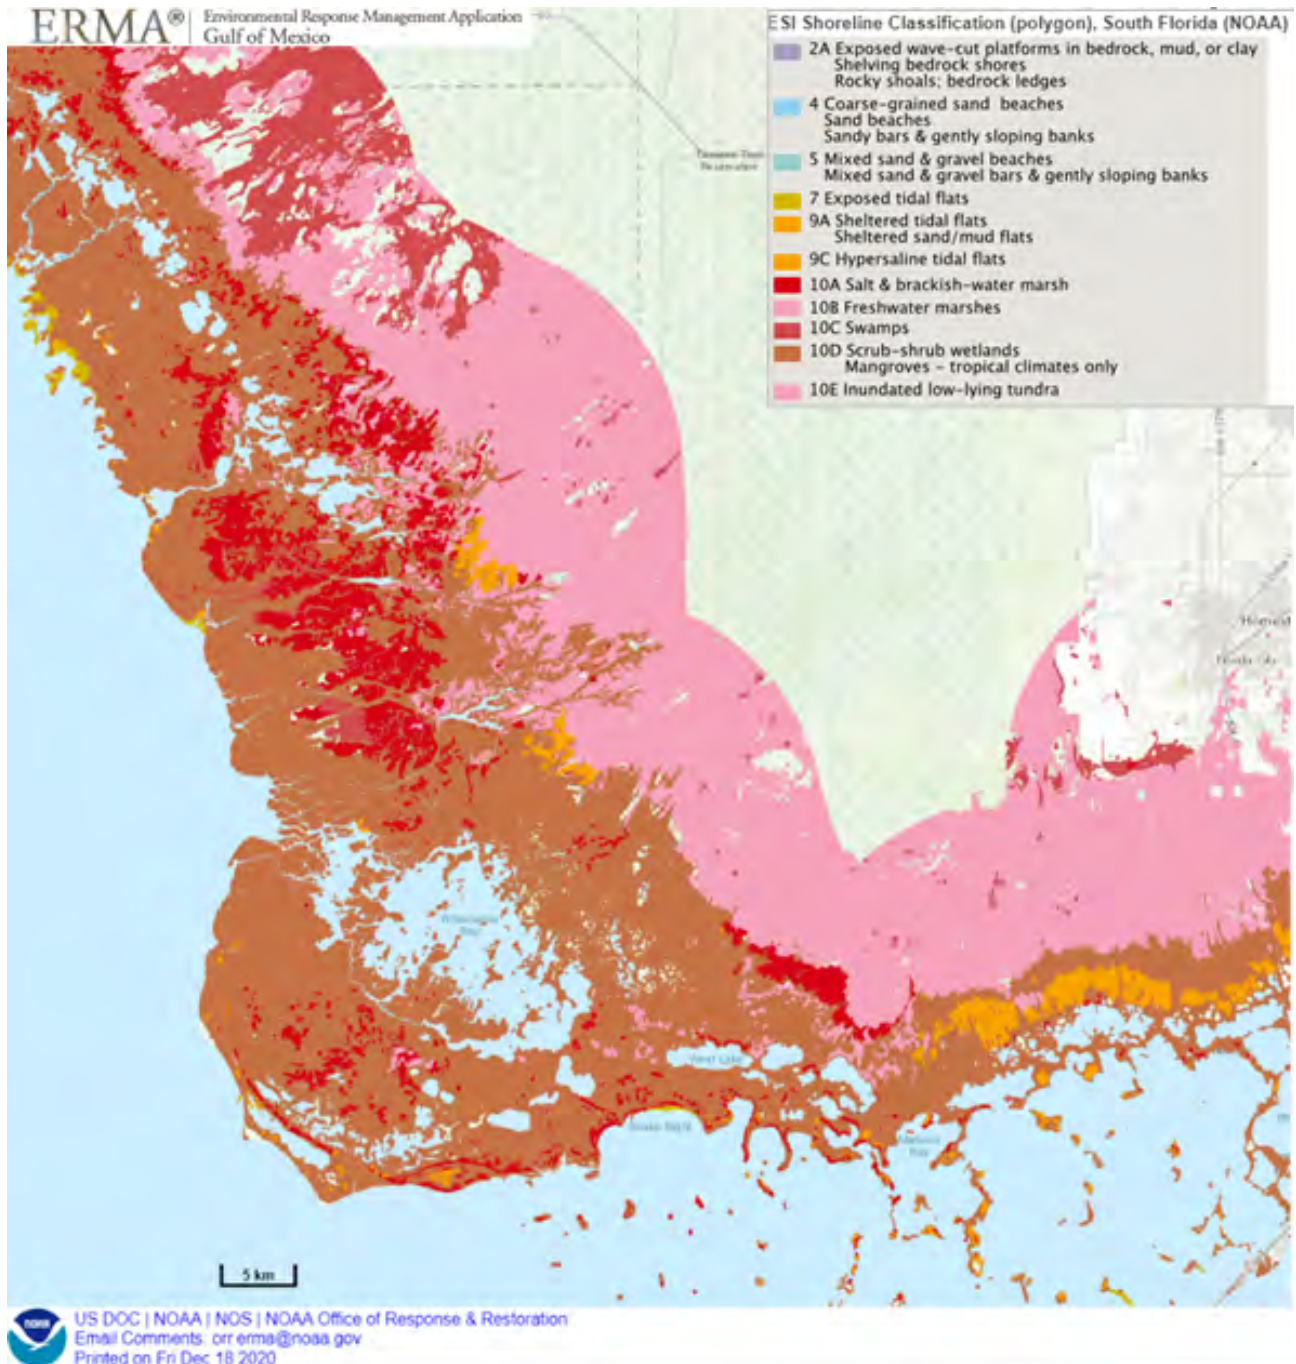 ERMA® Environmental Response Management Application
Gulf of Mexico
ESI Shoreline Classification (polygon), South Florida (NOAA)
2A Exposed wave-cut platforms in bedrock, mud, or clay
Shelving bedrock shores
Rocky shoals; bedrock ledges
4 Coarse-grained sand beaches
Sand beaches
Sandy bars & gently sloping banks
5 Mixed sand & gravel beaches
Mixed sand & gravel bars & gently sloping banks
7 Exposed tidal flats
9A Sheltered tidal flats
Sheltered sand/mud flats
9C Hypersaline tidal flats
10A Salt & brackish-water marsh
10B Freshwater marshes
10C Swamps
10D Scrub-shrub wetlands
Mangroves - tropical climates only
10E Inundated low-lying tundra
Reservation
Homest
Bay
West Lake
Bay
5 km
NOAA
US DOC | NOAA | NOS | NOAA Office of Response & Restoration
Email Comments: orr.erma@noaa.gov
Printed on Fri Dec 18 2020